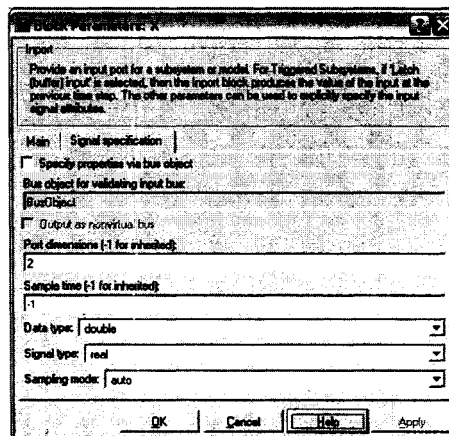 Block Parameters: X
Inport
Provide an input port for a subsystem or model. For Triggered Subsystems, if 'Latch
(buffer) input' is selected, then the Inport block produces the value of the input at the
previous time step. The other parameters can be used to explicitly specify the input
signal attributes.
Main Signal specification
Specify properties via bus object
Bus object for validating input bus:
BusObject
Output as nonvirtual bus
Port dimensions (-1 for inherited):
2
Sample time (-1 for inherited):
-1
Data type: double
Signal type: real
Sampling mode: auto
OK Cancel Help Apply